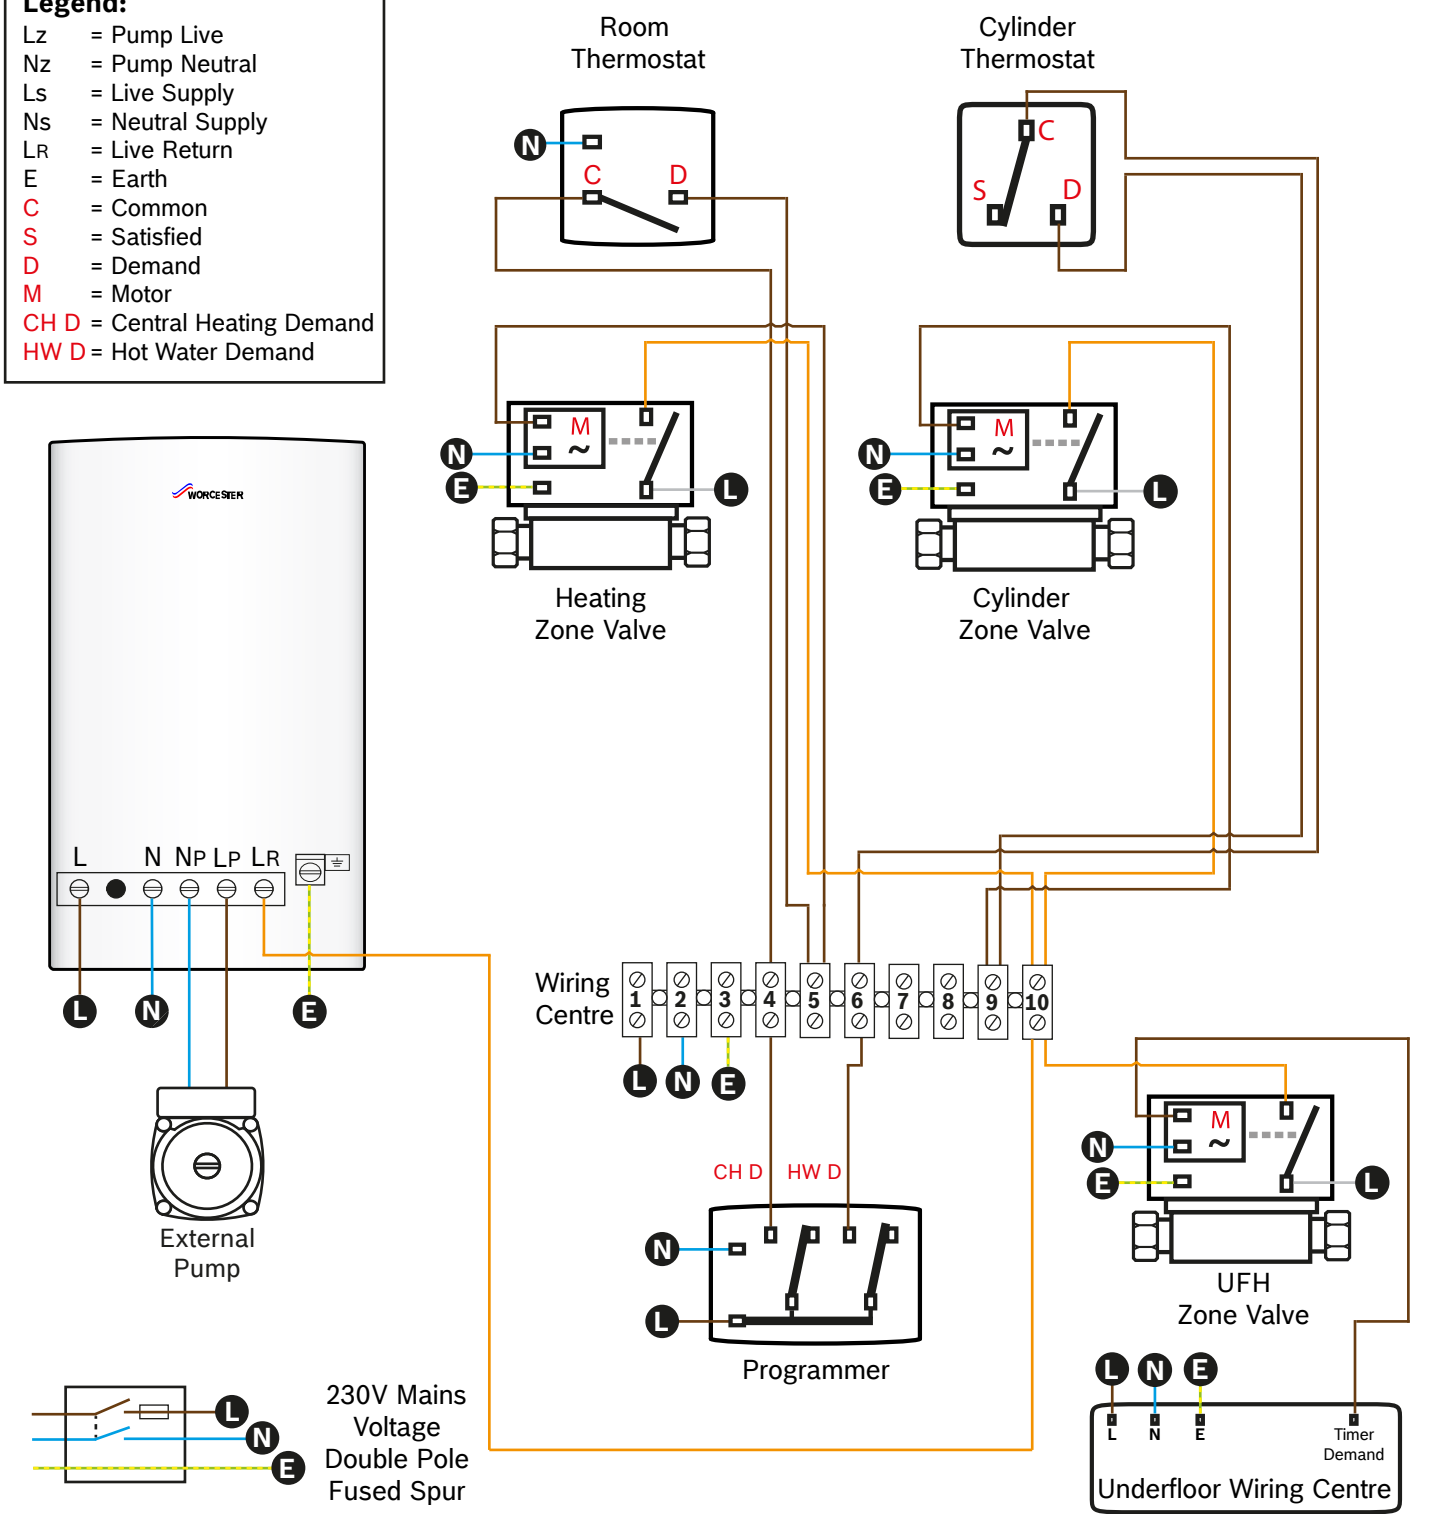 Legend:
Lz = Pump Live
Nz = Pump Neutral
Ls = Live Supply
Ns = Neutral Supply
LR = Live Return
E = Earth
C = Common
S = Satisfied
D = Demand
M = Motor
CH D = Central Heating Demand
HW D = Hot Water Demand
Room
Thermostat
N
C
D
Cylinder
Thermostat
C
S
D
M
~
N
E
L
Heating
Zone Valve
M
~
N
E
L
Cylinder
Zone Valve
WORCESTER
L N NP LP LR
L
N
E
External
Pump
Wiring
Centre
1 2 3 4 5 6 7 8 9 10
L
N
E
CH D
HW D
N
L
Programmer
M
~
N
E
L
UFH
Zone Valve
L
N
E
L
N
E
Timer
Demand
Underfloor Wiring Centre
L
N
E
230V Mains
Voltage
Double Pole
Fused Spur